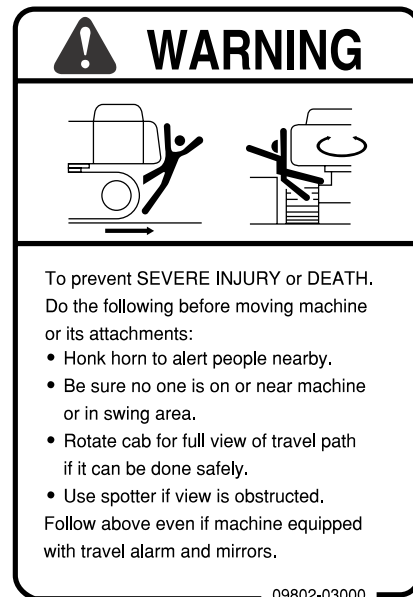 WARNING
To prevent SEVERE INJURY or DEATH.
Do the following before moving machine
or its attachments:
• Honk horn to alert people nearby.
• Be sure no one is on or near machine
or in swing area.
• Rotate cab for full view of travel path
if it can be done safely.
• Use spotter if view is obstructed.
Follow above even if machine equipped
with travel alarm and mirrors.
09802-03000